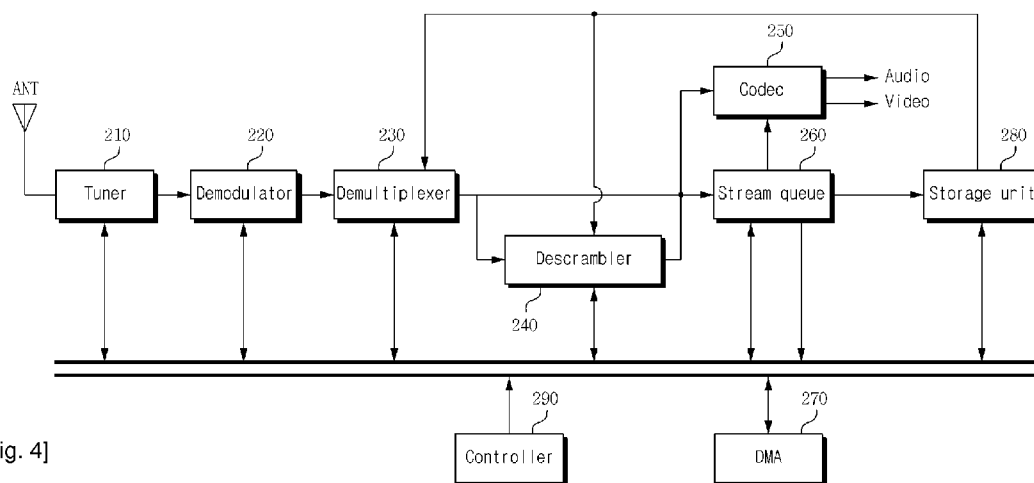 250
Codec
Audio
Video
ANT
210
Tuner
220
Demodulator
230
Demultiplexer
260
Stream queue
280
Storage unit
Descrambler
240
290
Controller
270
DMA
ig. 4]